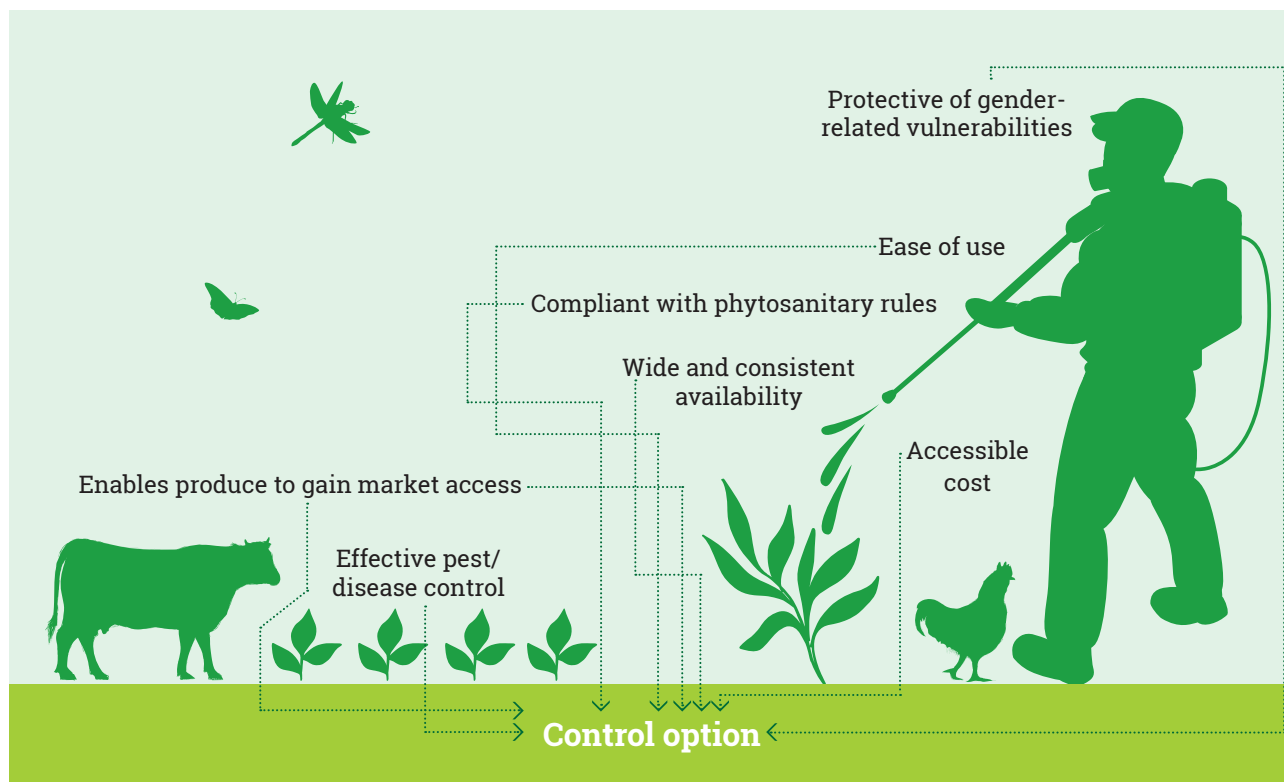 Protective of gender-
related vulnerabilities
Ease of use
Compliant with phytosanitary rules
Wide and consistent
availability
Accessible
cost
Enables produce to gain market access
Effective pest/
disease control
Control option